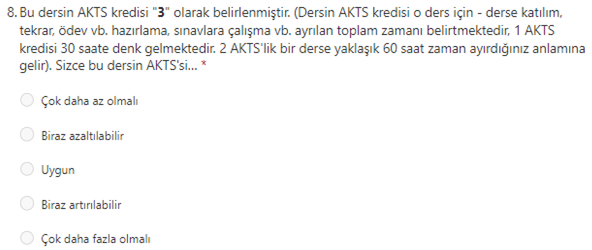 8. Bu dersin AKTS kredisi "3" olarak belirlenmiştir. (Dersin AKTS kredisi o ders için - derse katılım,
tekrar, ödev vb. hazırlama, sınavlara çalışma vb. ayrılan toplam zamanı belirtmektedir, 1 AKTS
kredisi 30 saate denk gelmektedir. 2 AKTS'lik bir derse yaklaşık 60 saat zaman ayırdığınız anlamına
gelir). Sizce bu dersin AKTS'si... *
Çok daha az olmalı
Biraz azaltılabilir
Uygun
Biraz artırılabilir
Çok daha fazla olmalı